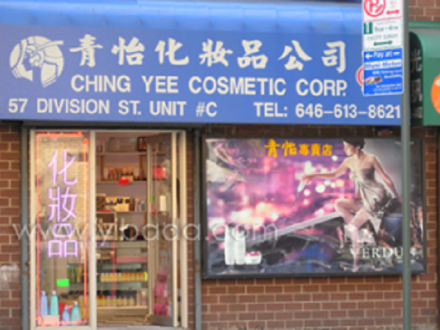 青怡化妝品公司
CHING YEE COSMETIC CORP.
57 DIVISION ST. UNIT #C TEL: 646-613-8621
化妝品
青怡專賣店
VERDU
www.yibada.com